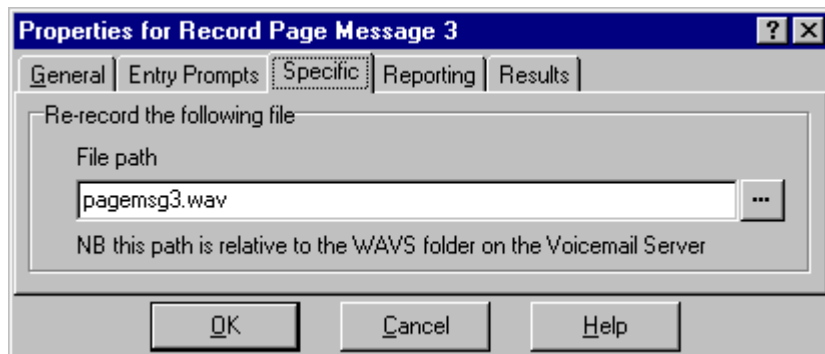 Properties for Record Page Message 3
General Entry Prompts Specific Reporting Results
Re-record the following file
File path
pagemsg3.wav ...
NB this path is relative to the WAVS folder on the Voicemail Server
OK Cancel Help